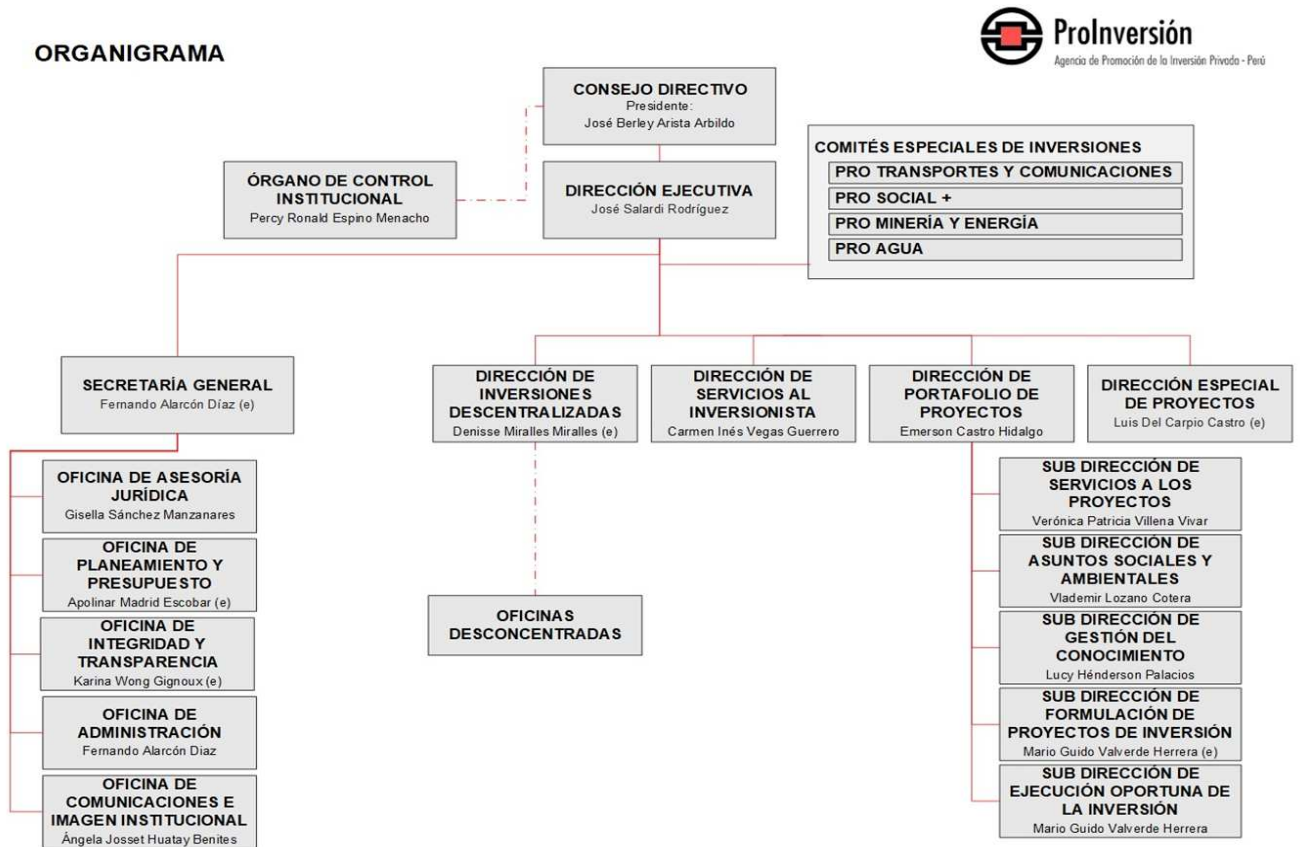 ORGANIGRAMA
ProInversión
Agencia de Promoción de la Inversión Privada - Perú
CONSEJO DIRECTIVO
Presidente:
José Berley Arista Arbildo
ÓRGANO DE CONTROL
INSTITUCIONAL
Percy Ronald Espino Menacho
DIRECCIÓN EJECUTIVA
José Salardi Rodríguez
COMITÉS ESPECIALES DE INVERSIONES
PRO TRANSPORTES Y COMUNICACIONES
PRO SOCIAL +
PRO MINERÍA Y ENERGÍA
PRO AGUA
SECRETARÍA GENERAL
Fernando Alarcón Díaz (e)
DIRECCIÓN DE
INVERSIONES
DESCENTRALIZADAS
Denisse Miralles Miralles (e)
DIRECCIÓN DE
SERVICIOS AL
INVERSIONISTA
Carmen Inés Vegas Guerrero
DIRECCIÓN DE
PORTAFOLIO DE
PROYECTOS
Emerson Castro Hidalgo
DIRECCIÓN ESPECIAL
DE PROYECTOS
Luis Del Carpio Castro (e)
OFICINA DE ASESORÍA
JURÍDICA
Gisella Sánchez Manzanares
OFICINA DE
PLANEAMIENTO Y
PRESUPUESTO
Apolinar Madrid Escobar (e)
OFICINA DE
INTEGRIDAD Y
TRANSPARENCIA
Karina Wong Gignoux (e)
OFICINA DE
ADMINISTRACIÓN
Fernando Alarcón Diaz
OFICINA DE
COMUNICACIONES E
IMAGEN INSTITUCIONAL
Ángela Josset Huatay Benites
OFICINAS
DESCONCENTRADAS
SUB DIRECCIÓN DE
SERVICIOS A LOS
PROYECTOS
Verónica Patricia Villena Vivar
SUB DIRECCIÓN DE
ASUNTOS SOCIALES Y
AMBIENTALES
Vlademir Lozano Cotera
SUB DIRECCIÓN DE
GESTIÓN DEL
CONOCIMIENTO
Lucy Hénderson Palacios
SUB DIRECCIÓN DE
FORMULACIÓN DE
PROYECTOS DE INVERSIÓN
Mario Guido Valverde Herrera (e)
SUB DIRECCIÓN DE
EJECUCIÓN OPORTUNA DE
LA INVERSIÓN
Mario Guido Valverde Herrera